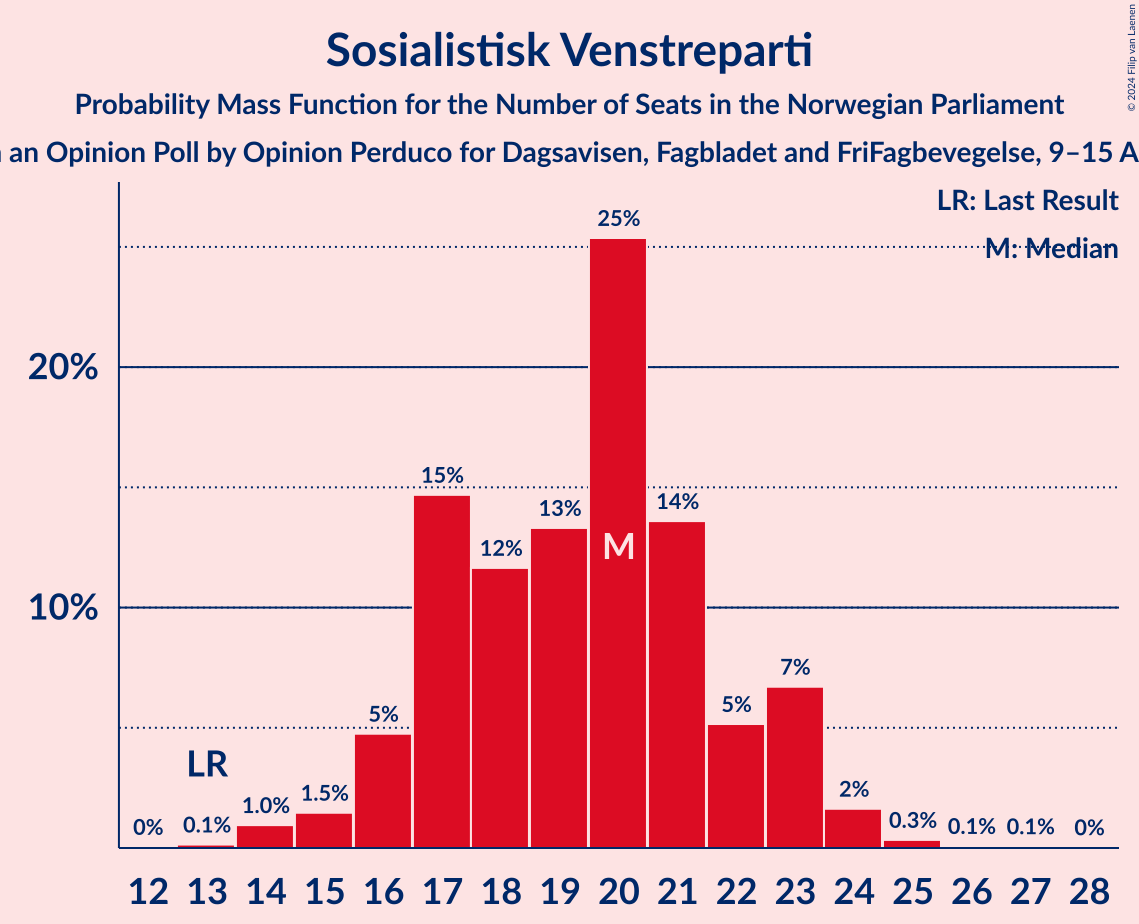 © 2024 Filip van Laenen
Sosialistisk Venstreparti
Probability Mass Function for the Number of Seats in the Norwegian Parliament
an Opinion Poll by Opinion Perduco for Dagsavisen, Fagbladet and FriFagbevegelse, 9–15 A
LR: Last Result
M: Median
25%
20%
15%
14%
13%
M
12%
10%
7%
5%
5%
LR
2%
1.5%
1.0%
0% 0.1% 0.3% 0.1% 0.1% 0%
12 13 14 15 16 17 18 19 20 21 22 23 24 25 26 27 28